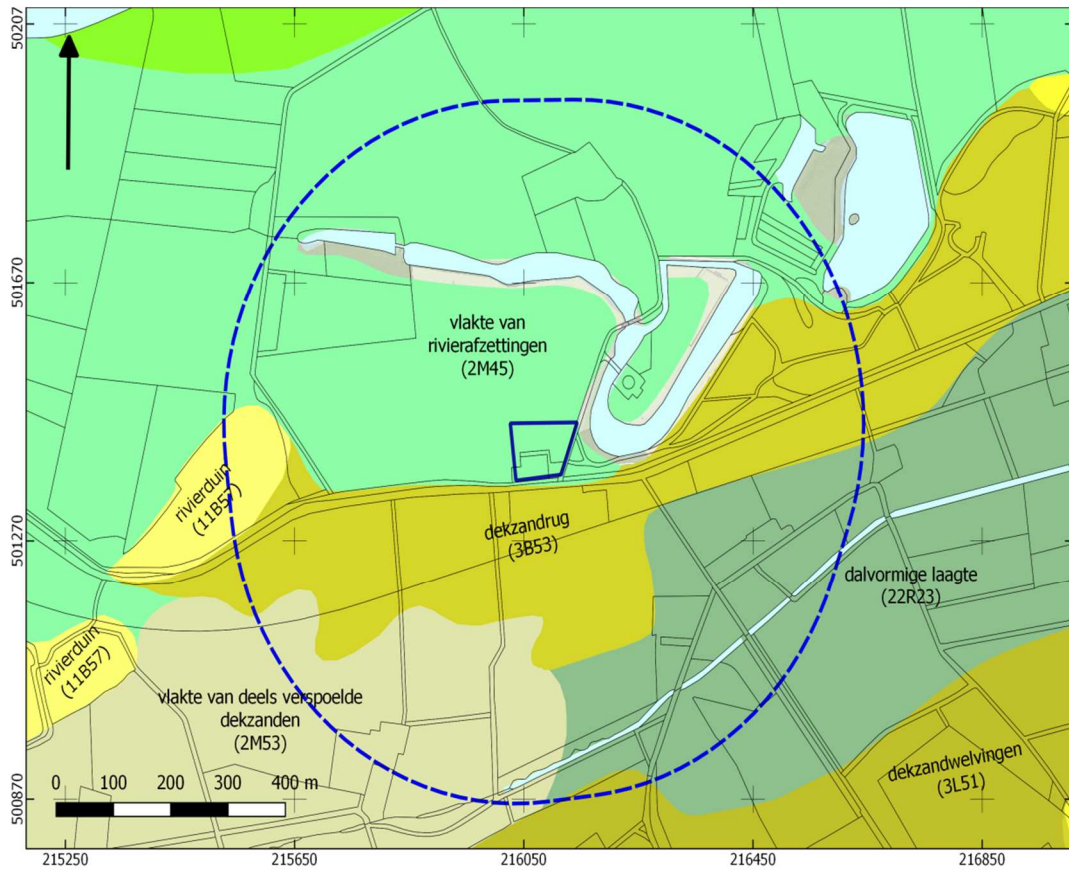 50207
501670
501270
500870
vlakte van
rivierafzettingen
(2M45)
rivierduin
(11B57)
dekzandrug
(3B53)
dalvormige laagte
(22R23)
rivierduin
(11B57)
vlakte van deels verspoelde
dekzanden
(2M53)
dekzandwelvingen
(3L51)
0 100 200 300 400 m
215250 215650 216050 216450 216850